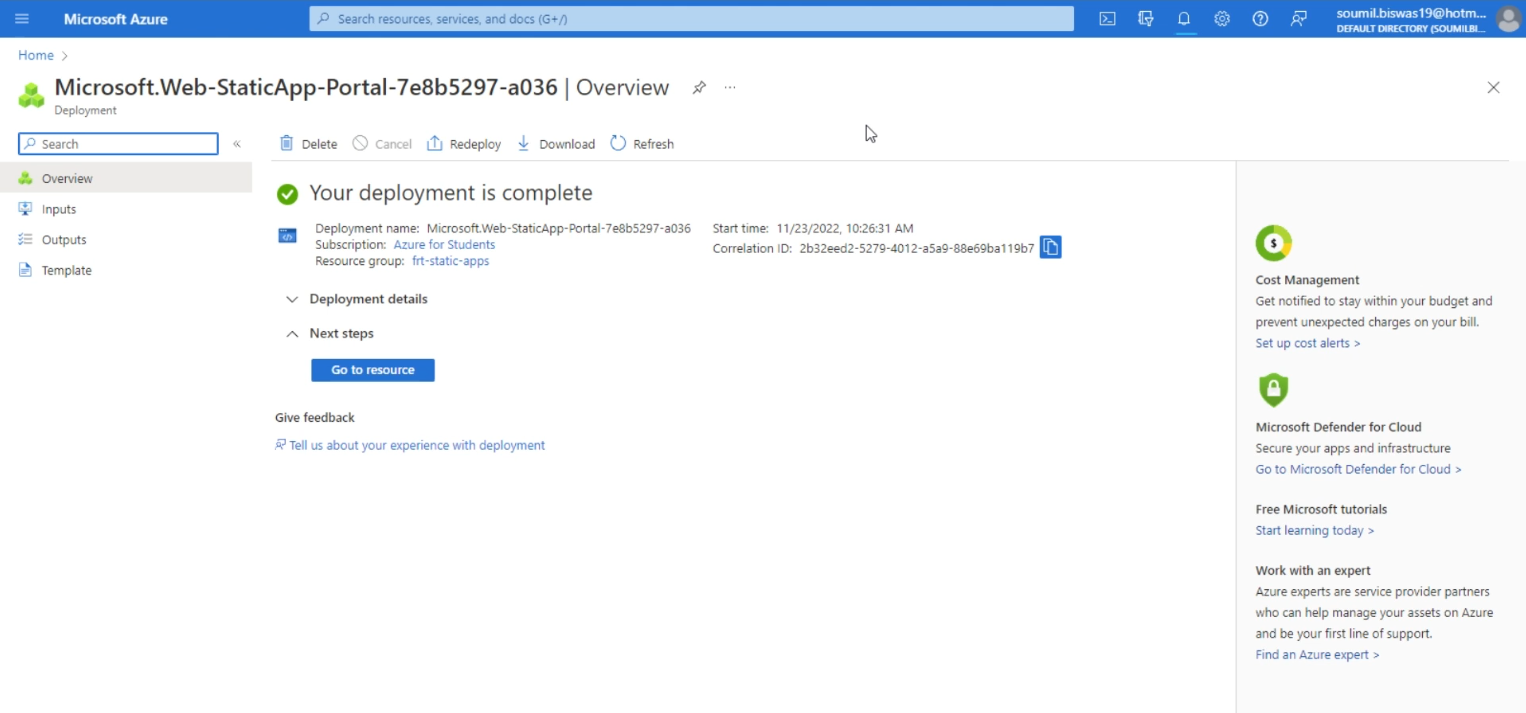 Microsoft Azure
Search resources, services, and docs (G+/)
soumil.biswas19@hotm...
DEFAULT DIRECTORY (SOUMILBI...
Home >
Microsoft.Web-StaticApp-Portal-7e8b5297-a036 | Overview
Deployment
Search
«
Delete Cancel Redeploy Download Refresh
Overview
Inputs
Outputs
Template
Your deployment is complete
Deployment name: Microsoft.Web-StaticApp-Portal-7e8b5297-a036
Subscription: Azure for Students
Resource group: frt-static-apps
Start time: 11/23/2022, 10:26:31 AM
Correlation ID: 2b32eed2-5279-4012-a5a9-88e69ba119b7
Deployment details
Next steps
Go to resource
Give feedback
Tell us about your experience with deployment
Cost Management
Get notified to stay within your budget and
prevent unexpected charges on your bill.
Set up cost alerts >
Microsoft Defender for Cloud
Secure your apps and infrastructure
Go to Microsoft Defender for Cloud >
Free Microsoft tutorials
Start learning today >
Work with an expert
Azure experts are service provider partners
who can help manage your assets on Azure
and be your first line of support.
Find an Azure expert >